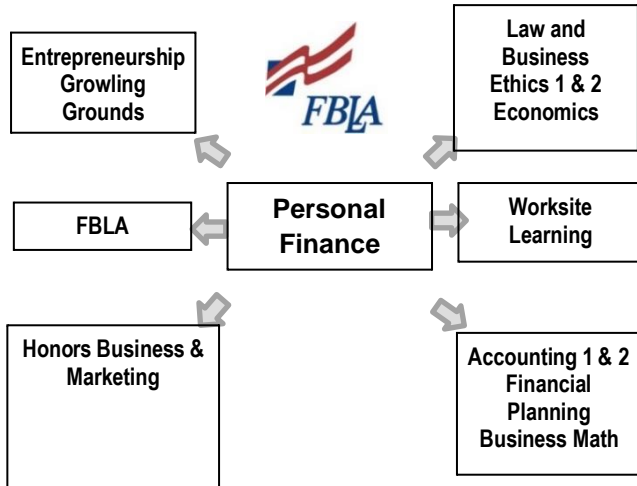 Entrepreneurship
Growling
Grounds
FBLA
Law and
Business
Ethics 1 & 2
Economics
FBLA
Personal
Finance
Worksite
Learning
Honors Business &
Marketing
Accounting 1 & 2
Financial
Planning
Business Math